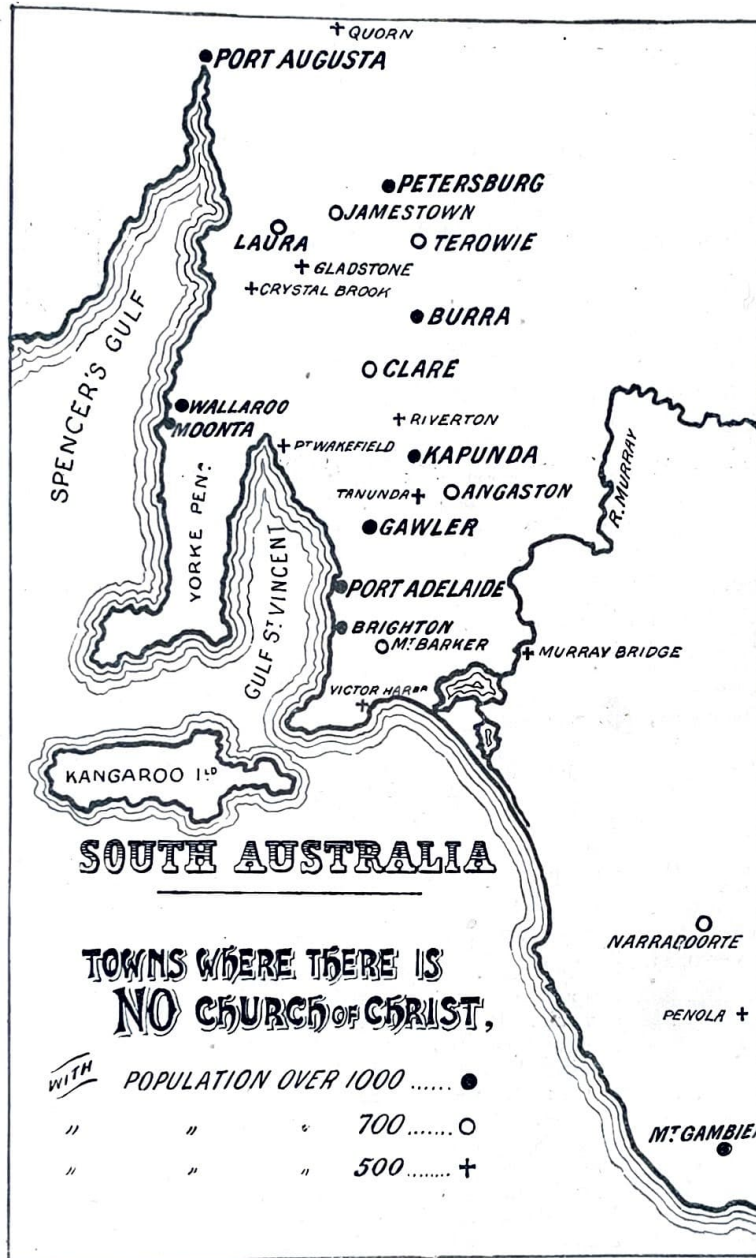 QUORN
PORT AUGUSTA
PETERSBURG
JAMESTOWN
LAURA
TEROWIE
GLADSTONE
CRYSTAL BROOK
BURRA
SPENCER'S GULF
CLARE
WALLAROO
MOONTA
RIVERTON
PT WAKEFIELD
KAPUNDA
R. MURRAY
YORKE PENA
TANUNDA
ANGASTON
GAWLER
GULF ST VINCENT
PORT ADELAIDE
BRIGHTON
MT BARKER
MURRAY BRIDGE
VICTOR HARBR
KANGAROO ILD
SOUTH AUSTRALIA
NARRACOORTE
TOWNS WHERE THERE IS
NO CHURCH OF CHRIST,
PENOLA
WITH POPULATION OVER 1000 ......
" " " 700 .......
" " " 500 ........
MT. GAMBIER